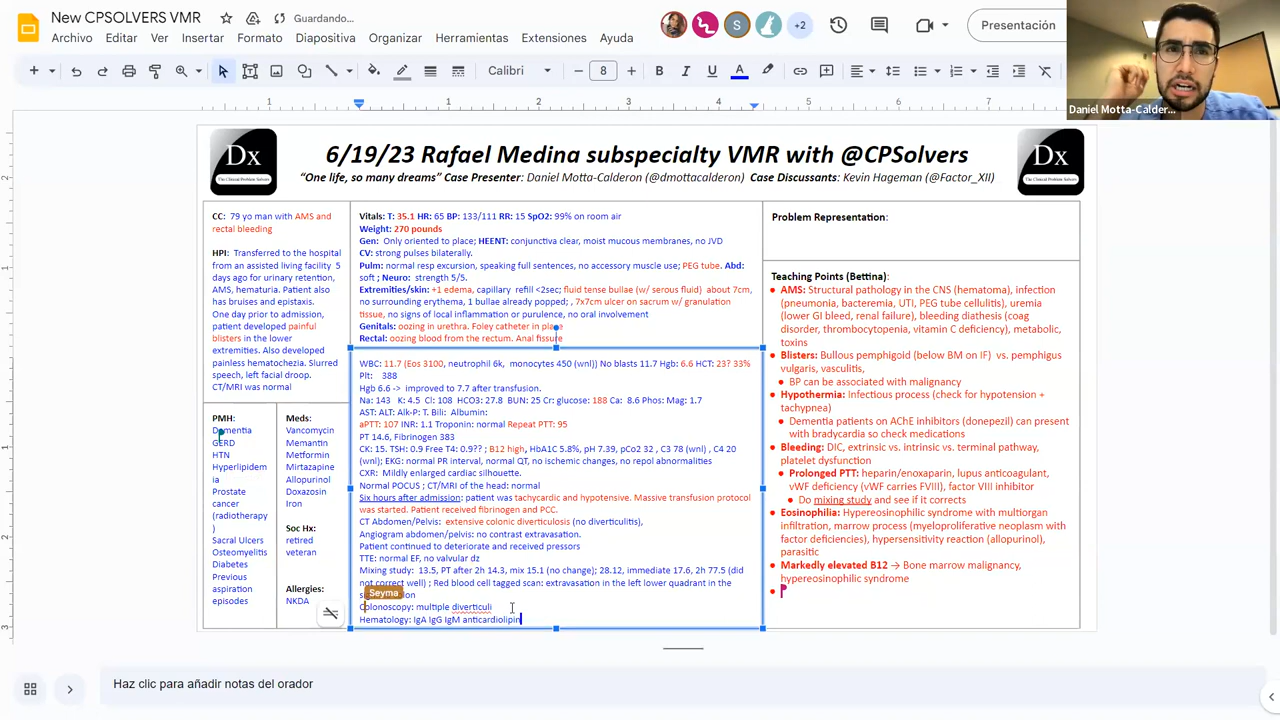 New CPSOLVERS VMR
Guardando...
Archivo Editar Ver Insertar Formato Diapositiva Organizar Herramientas Extensiones Ayuda
S
+2
Presentación
Calibri
8
Daniel Motta-Calder...
Dx
The Clinical Problem Solvers
6/19/23 Rafael Medina subspecialty VMR with @CPSolvers
"One life, so many dreams" Case Presenter: Daniel Motta-Calderon (@dmottacalderon) Case Discussants: Kevin Hageman (@Factor_XII)
Dx
The Clinical Problem Solvers
CC: 79 yo man with AMS and
rectal bleeding
HPI: Transferred to the hospital
from an assisted living facility 5
days ago for urinary retention,
AMS, hematuria. Patient also
has bruises and epistaxis.
One day prior to admission,
patient developed painful
blisters in the lower
extremities. Also developed
painless hematochezia. Slurred
speech, left facial droop.
CT/MRI was normal
PMH:
Dementia
GERD
HTN
Hyperlipidem
ia
Prostate
cancer
(radiotherapy
)
Sacral Ulcers
Osteomyelitis
Diabetes
Previous
aspiration
episodes
Meds:
Vancomycin
Memantin
Metformin
Mirtazapine
Allopurinol
Doxazosin
Iron
Soc Hx:
retired
veteran
Allergies:
NKDA
Vitals: T: 35.1 HR: 65 BP: 133/111 RR: 15 SpO2: 99% on room air
Weight: 270 pounds
Gen: Only oriented to place; HEENT: conjunctiva clear, moist mucous membranes, no JVD
CV: strong pulses bilaterally.
Pulm: normal resp excursion, speaking full sentences, no accessory muscle use; PEG tube. Abd:
soft ; Neuro: strength 5/5.
Extremities/skin: +1 edema, capillary refill <2sec; fluid tense bullae (w/ serous fluid) about 7cm,
no surrounding erythema, 1 bullae already popped; , 7x7cm ulcer on sacrum w/ granulation
tissue, no signs of local inflammation or purulence, no oral involvement
Genitals: oozing in urethra. Foley catheter in place
Rectal: oozing blood from the rectum. Anal fissure
WBC: 11.7 (Eos 3100, neutrophil 6k, monocytes 450 (wnl)) No blasts 11.7 Hgb: 6.6 HCT: 23? 33%
Plt: 388
Hgb 6.6 -> improved to 7.7 after transfusion.
Na: 143 K: 4.5 Cl: 108 HCO3: 27.8 BUN: 25 Cr: glucose: 188 Ca: 8.6 Phos: Mag: 1.7
AST: ALT: Alk-P: T. Bili: Albumin:
aPTT: 107 INR: 1.1 Troponin: normal Repeat PTT: 95
PT 14.6, Fibrinogen 383
CK: 15. TSH: 0.9 Free T4: 0.9?? ; B12 high, HbA1C 5.8%, pH 7.39, pCo2 32 , C3 78 (wnl) , C4 20
(wnl); EKG: normal PR interval, normal QT, no ischemic changes, no repol abnormalities
CXR: Mildly enlarged cardiac silhouette.
Normal POCUS ; CT/MRI of the head: normal
Six hours after admission: patient was tachycardic and hypotensive. Massive transfusion protocol
was started. Patient received fibrinogen and PCC.
CT Abdomen/Pelvis: extensive colonic diverticulosis (no diverticulitis),
Angiogram abdomen/pelvis: no contrast extravasation.
Patient continued to deteriorate and received pressors
TTE: normal EF, no valvular dz
Mixing study: 13.5, PT after 2h 14.3, mix 15.1 (no change); 28.12, immediate 17.6, 2h 77.5 (did
not correct well) ; Red blood cell tagged scan: extravasation in the left lower quadrant in the
Seyma
Colonoscopy: multiple diverticuli
Hematology: IgA IgG IgM anticardiolipin
Problem Representation:
Teaching Points (Bettina):
• AMS: Structural pathology in the CNS (hematoma), infection
(pneumonia, bacteremia, UTI, PEG tube cellulitis), uremia
(lower GI bleed, renal failure), bleeding diathesis (coag
disorder, thrombocytopenia, vitamin C deficiency), metabolic,
toxins
• Blisters: Bullous pemphigoid (below BM on IF) vs. pemphigus
vulgaris, vasculitis,
• BP can be associated with malignancy
• Hypothermia: Infectious process (check for hypotension +
tachypnea)
• Dementia patients on AChE inhibitors (donepezil) can present
with bradycardia so check medications
• Bleeding: DIC, extrinsic vs. intrinsic vs. terminal pathway,
platelet dysfunction
• Prolonged PTT: heparin/enoxaparin, lupus anticoagulant,
vWF deficiency (vWF carries FVIII), factor VIII inhibitor
• Do mixing study and see if it corrects
• Eosinophilia: Hypereosinophilic syndrome with multiorgan
infiltration, marrow process (myeloproliferative neoplasm with
factor deficiencies), hypersensitivity reaction (allopurinol),
parasitic
• Markedly elevated B12 → Bone marrow malignancy,
hypereosinophilic syndrome
• P
Haz clic para añadir notas del orador